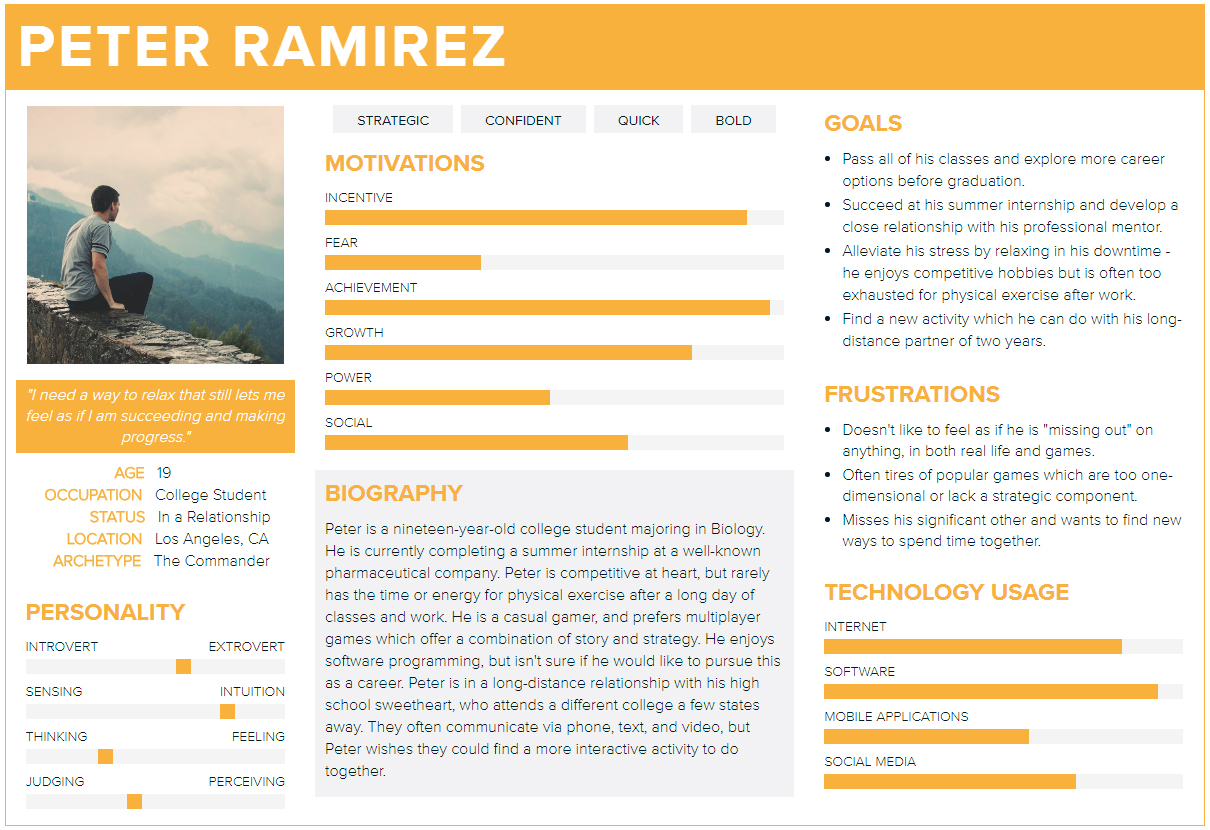 PETER RAMIREZ
"I need a way to relax that still lets me
feel as if I am succeeding and making
progress."
AGE 19
OCCUPATION College Student
STATUS In a Relationship
LOCATION Los Angeles, CA
ARCHETYPE The Commander
PERSONALITY
INTROVERT EXTROVERT
SENSING INTUITION
THINKING FEELING
JUDGING PERCEIVING
STRATEGIC CONFIDENT QUICK BOLD
MOTIVATIONS
INCENTIVE
FEAR
ACHIEVEMENT
GROWTH
POWER
SOCIAL
BIOGRAPHY
Peter is a nineteen-year-old college student majoring in Biology.
He is currently completing a summer internship at a well-known
pharmaceutical company. Peter is competitive at heart, but rarely
has the time or energy for physical exercise after a long day of
classes and work. He is a casual gamer, and prefers multiplayer
games which offer a combination of story and strategy. He enjoys
software programming, but isn't sure if he would like to pursue this
as a career. Peter is in a long-distance relationship with his high
school sweetheart, who attends a different college a few states
away. They often communicate via phone, text, and video, but
Peter wishes they could find a more interactive activity to do
together.
GOALS
• Pass all of his classes and explore more career
options before graduation.
• Succeed at his summer internship and develop a
close relationship with his professional mentor.
• Alleviate his stress by relaxing in his downtime -
he enjoys competitive hobbies but is often too
exhausted for physical exercise after work.
• Find a new activity which he can do with his long-
distance partner of two years.
FRUSTRATIONS
• Doesn't like to feel as if he is "missing out" on
anything, in both real life and games.
• Often tires of popular games which are too one-
dimensional or lack a strategic component.
• Misses his significant other and wants to find new
ways to spend time together.
TECHNOLOGY USAGE
INTERNET
SOFTWARE
MOBILE APPLICATIONS
SOCIAL MEDIA